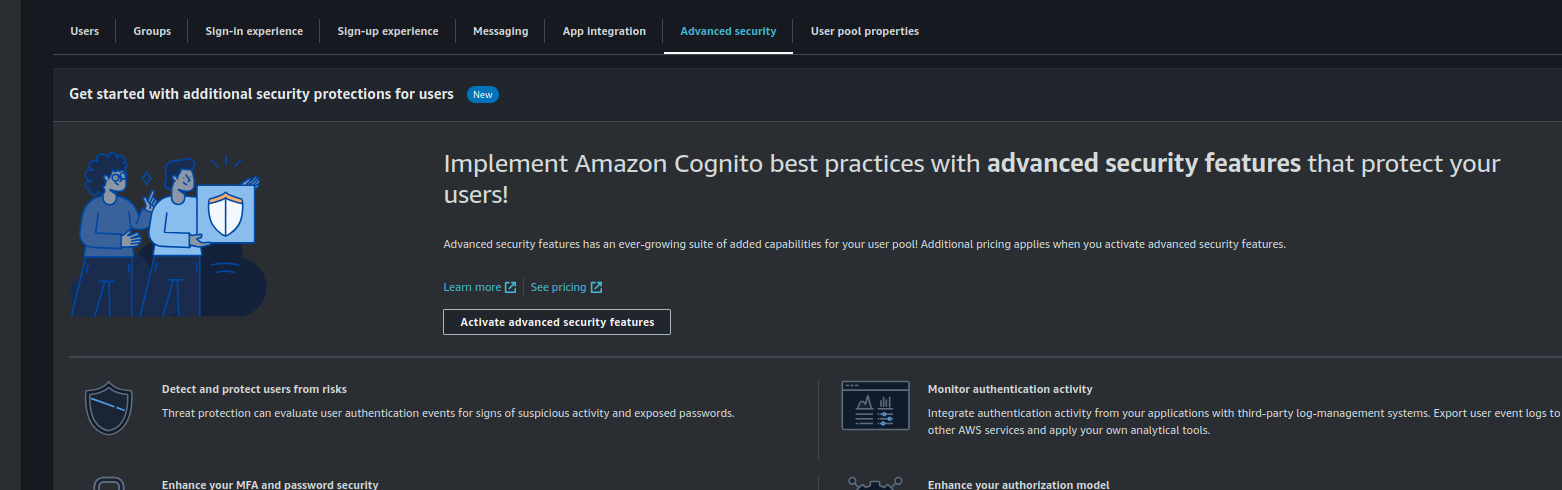 Users
Groups
Sign-in experience
Sign-up experience
Messaging
App integration
Advanced security
User pool properties
Get started with additional security protections for users New
Implement Amazon Cognito best practices with advanced security features that protect your
users!
Advanced security features has an ever-growing suite of added capabilities for your user pool! Additional pricing applies when you activate advanced security features.
Learn more
See pricing
Activate advanced security features
Detect and protect users from risks
Threat protection can evaluate user authentication events for signs of suspicious activity and exposed passwords.
Monitor authentication activity
Integrate authentication activity from your applications with third-party log-management systems. Export user event logs to
other AWS services and apply your own analytical tools.
Enhance your MFA and password security
Enhance your authorization model